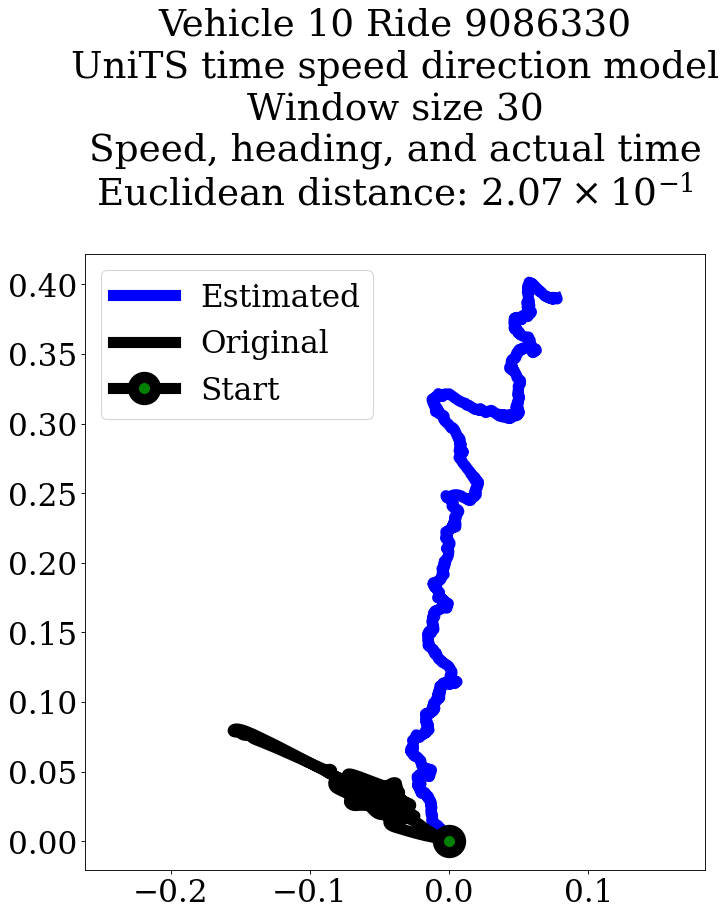 Vehicle 10 Ride 9086330
UniTS time speed direction model
Window size 30
Speed, heading, and actual time
Euclidean distance: 2.07 × 10⁻¹
Estimated
Original
Start
0.40
0.35
0.30
0.25
0.20
0.15
0.10
0.05
0.00
−0.2 −0.1 0.0 0.1